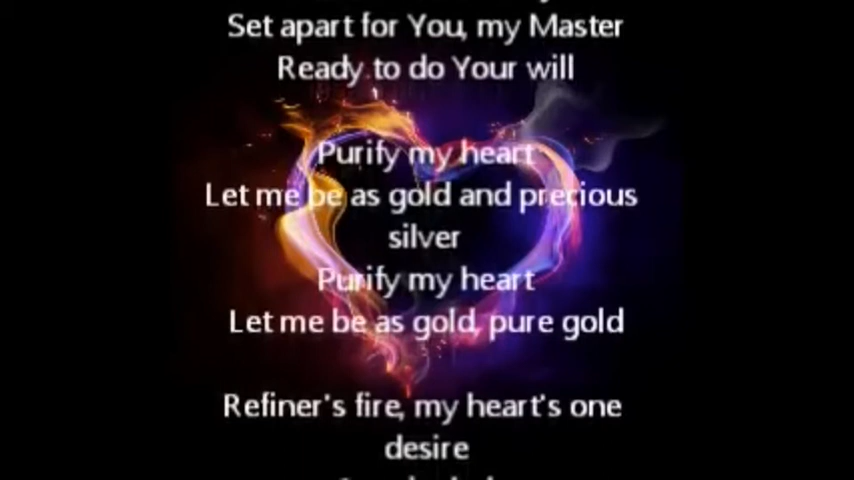 Set apart for You, my Master
Ready to do Your will
Purify my heart
Let me be as gold and precious
silver
Purify my heart
Let me be as gold, pure gold
Refiner's fire, my heart's one
desire